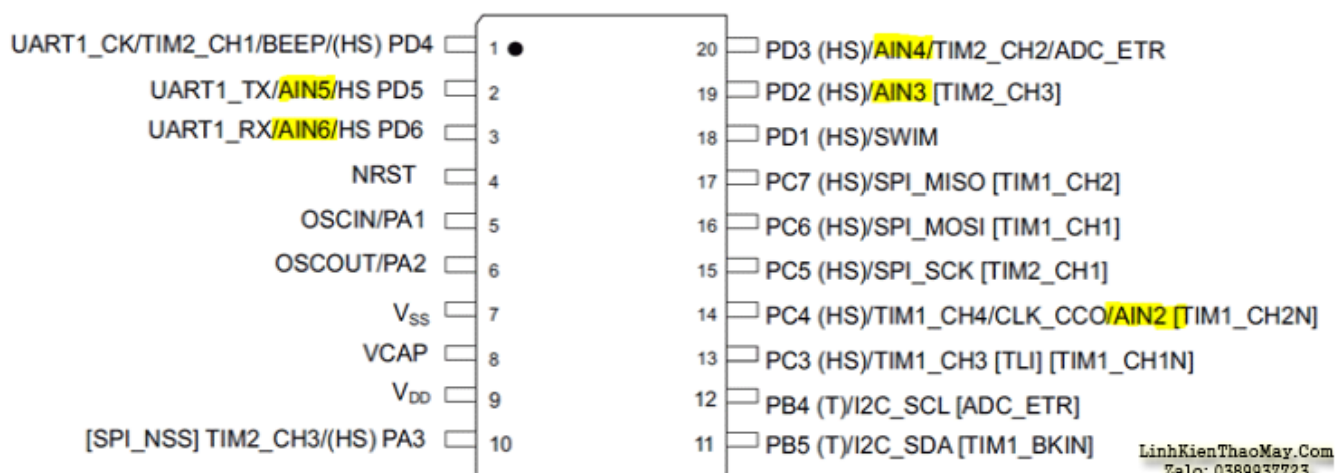 UART1_CK/TIM2_CH1/BEEP/(HS) PD4 1 20 PD3 (HS)/AIN4/TIM2_CH2/ADC_ETR
UART1_TX/AIN5/HS PD5 2 19 PD2 (HS)/AIN3 [TIM2_CH3]
UART1_RX/AIN6/HS PD6 3 18 PD1 (HS)/SWIM
NRST 4 17 PC7 (HS)/SPI_MISO [TIM1_CH2]
OSCIN/PA1 5 16 PC6 (HS)/SPI_MOSI [TIM1_CH1]
OSCOUT/PA2 6 15 PC5 (HS)/SPI_SCK [TIM2_CH1]
VSS 7 14 PC4 (HS)/TIM1_CH4/CLK_CCO/AIN2 [TIM1_CH2N]
VCAP 8 13 PC3 (HS)/TIM1_CH3 [TLI] [TIM1_CH1N]
VDD 9 12 PB4 (T)/I2C_SCL [ADC_ETR]
[SPI_NSS] TIM2_CH3/(HS) PA3 10 11 PB5 (T)/I2C_SDA [TIM1_BKIN]
LinhKienThaoMay.Com
Zalo: 0389937723